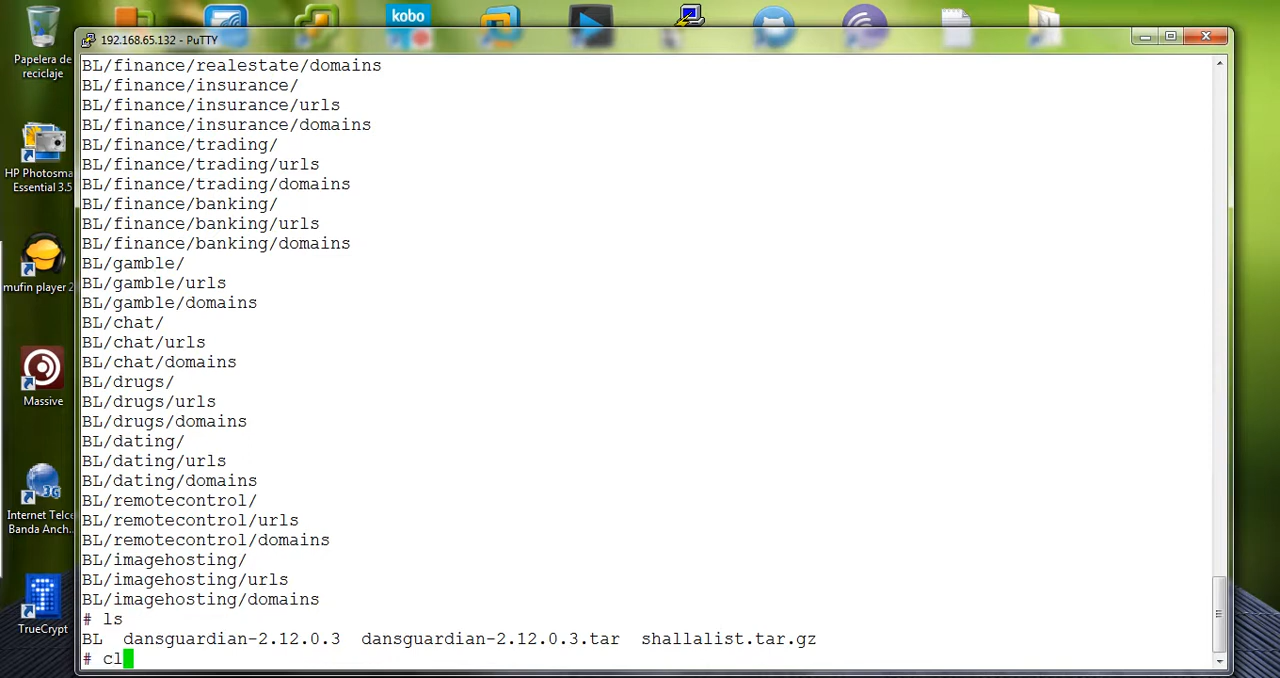 kobo
192.168.65.132 - PuTTY
Papelera de
reciclaje
HP Photosma
Essential 3.5
mufin player 2
Massive
Internet Telce
Banda Anch...
TrueCrypt
BL/finance/realestate/domains
BL/finance/insurance/
BL/finance/insurance/urls
BL/finance/insurance/domains
BL/finance/trading/
BL/finance/trading/urls
BL/finance/trading/domains
BL/finance/banking/
BL/finance/banking/urls
BL/finance/banking/domains
BL/gamble/
BL/gamble/urls
BL/gamble/domains
BL/chat/
BL/chat/urls
BL/chat/domains
BL/drugs/
BL/drugs/urls
BL/drugs/domains
BL/dating/
BL/dating/urls
BL/dating/domains
BL/remotecontrol/
BL/remotecontrol/urls
BL/remotecontrol/domains
BL/imagehosting/
BL/imagehosting/urls
BL/imagehosting/domains
# ls
BL  dansguardian-2.12.0.3  dansguardian-2.12.0.3.tar  shallalist.tar.gz
# cl